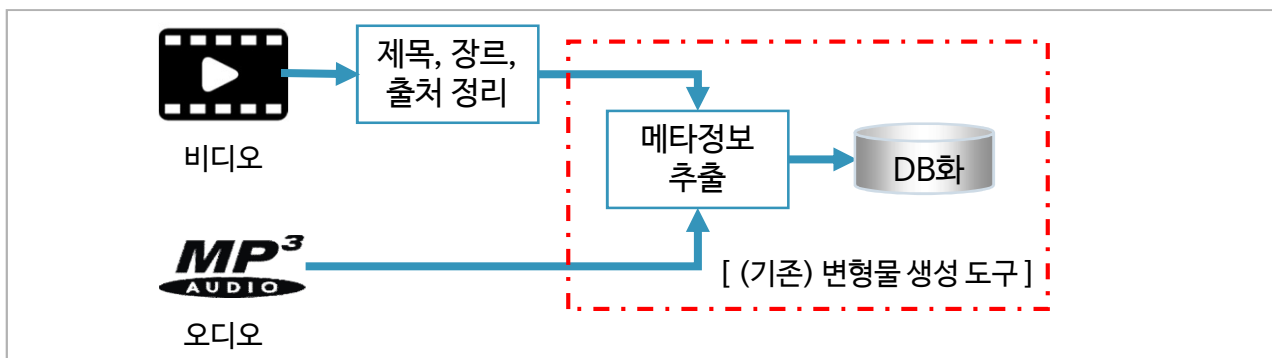 제목, 장르,
출처 정리
비디오
메타정보
추출
DB화
MP3
AUDIO
[ (기존) 변형물 생성 도구 ]
오디오